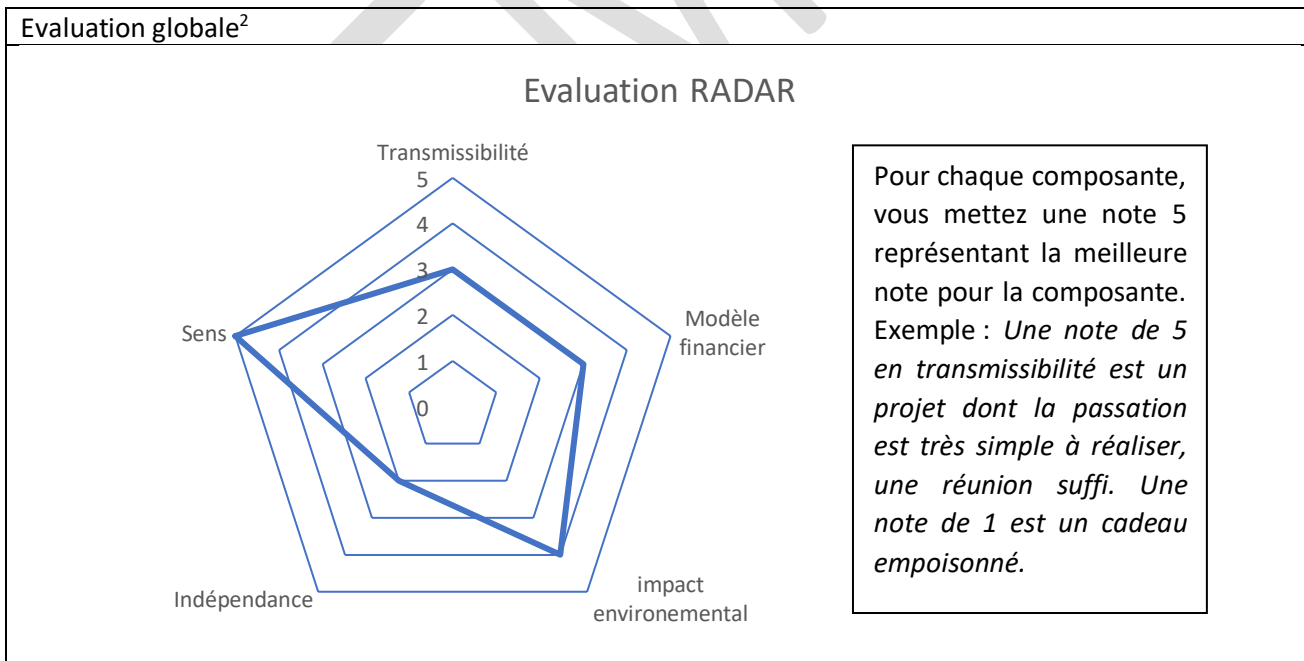 Evaluation globale²
Evaluation RADAR
Transmissibilité
5
4
3
2
1
0
Modèle
financier
impact
environemental
Indépendance
Sens
Pour chaque composante,
vous mettez une note 5
représentant la meilleure
note pour la composante.
Exemple : Une note de 5
en transmissibilité est un
projet dont la passation
est très simple à réaliser,
une réunion suffi. Une
note de 1 est un cadeau
empoisonné.